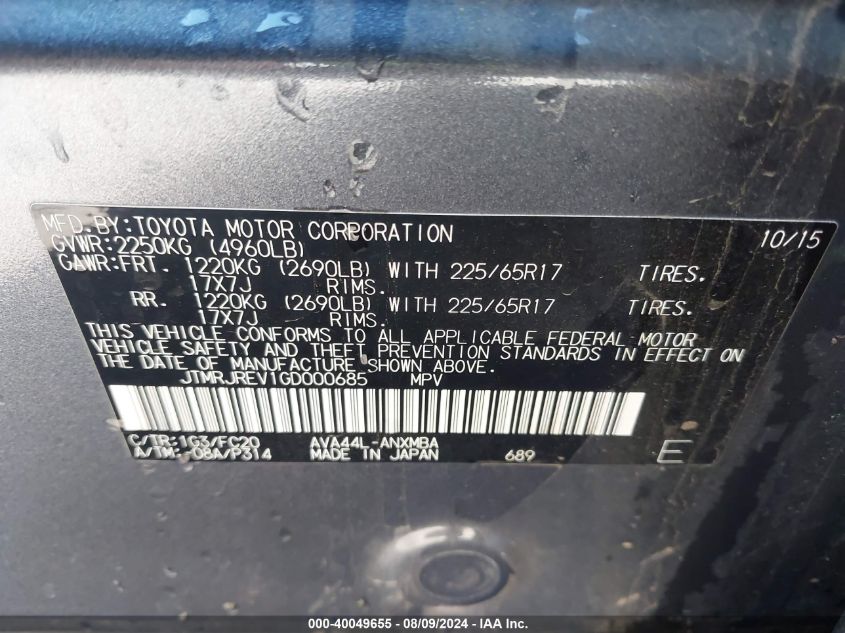 MFD.BY:TOYOTA MOTOR CORPORATION 10/15
GVWR:2250KG (4960LB)
GAWR:FRT. 1220KG (2690LB) WITH 225/65R17 TIRES.
17X7J RIMS.
RR. 1220KG (2690LB) WITH 225/65R17 TIRES.
17X7J RIMS.
THIS VEHICLE CONFORMS TO ALL APPLICABLE FEDERAL MOTOR
VEHICLE SAFETY AND THEFT PREVENTION STANDARDS IN EFFECT ON
THE DATE OF MANUFACTURE SHOWN ABOVE.
JTMRJREV1GD000685 MPV
C/TR:1G3/FC20 AVA44L-ANXMBA
A/TM:-08A/P314 MADE IN JAPAN 689 E
000-40049655 - 08/09/2024 - IAA Inc.